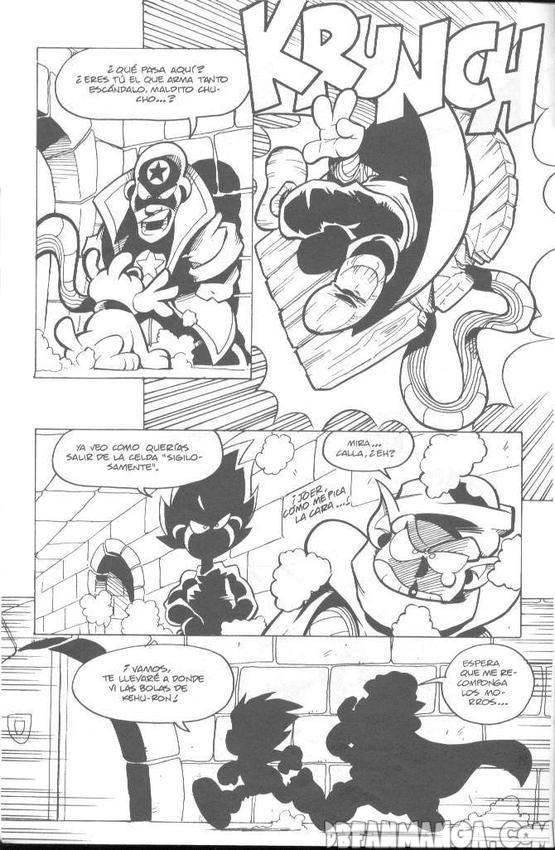 ¿QUÉ PASA AQUÍ?
¿ERES TÚ EL QUE ARMA TANTO
ESCÁNDALO, MALDITO CHU-
CHO...?
KRUNCH
YA VEO COMO QUERÍAS
SALIR DE LA CELDA "SIGILO-
SAMENTE".
MIRA...
CALLA, ¿EH?
¡JOER,
CÓMO ME PICA
LA CARA...!
¡VAMOS,
TE LLEVARÉ A DONDE
VI LAS BOLAS DE
KEHU-RON!
ESPERA
QUE ME RE-
COMPONGA
LOS MO-
RROS...
DBFANMANGA.COM